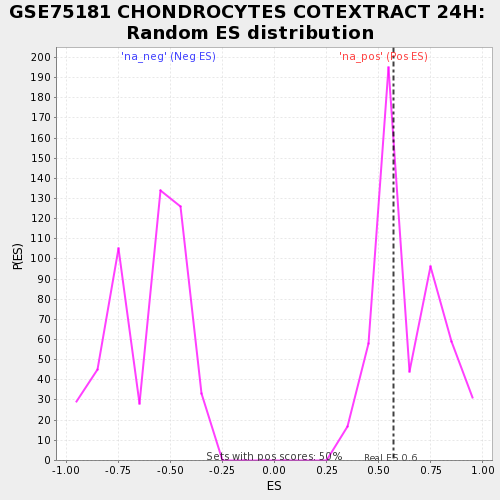 GSE75181 CHONDROCYTES COTEXTRACT 24H:
Random ES distribution
'na_neg' (Neg ES) 'na_pos' (Pos ES)
200
190
180
170
160
150
140
130
120
110
100
90
80
70
60
50
40
30
20
10
0
P(ES)
Sets with pos scores: 50%
Real ES 0.6
-1.00 -0.75 -0.50 -0.25 0.00 0.25 0.50 0.75 1.00
ES